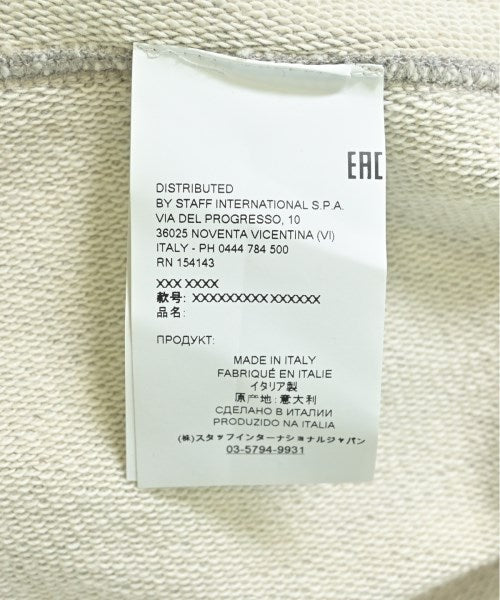 EAC
DISTRIBUTED
BY STAFF INTERNATIONAL S.P.A.
VIA DEL PROGRESSO, 10
36025 NOVENTA VICENTINA (VI)
ITALY - PH 0444 784 500
RN 154143
XXX XXXX
款号: XXXXXXXXX XXXXXX
品名:
ПРОДУКТ:
MADE IN ITALY
FABRIQUÉ EN ITALIE
イタリア製
原产地: 意大利
СДЕЛАНО В ИТАЛИИ
PRODUZIDO NA ITALIA
(株)スタッフインターナショナルジャパン
03-5794-9931